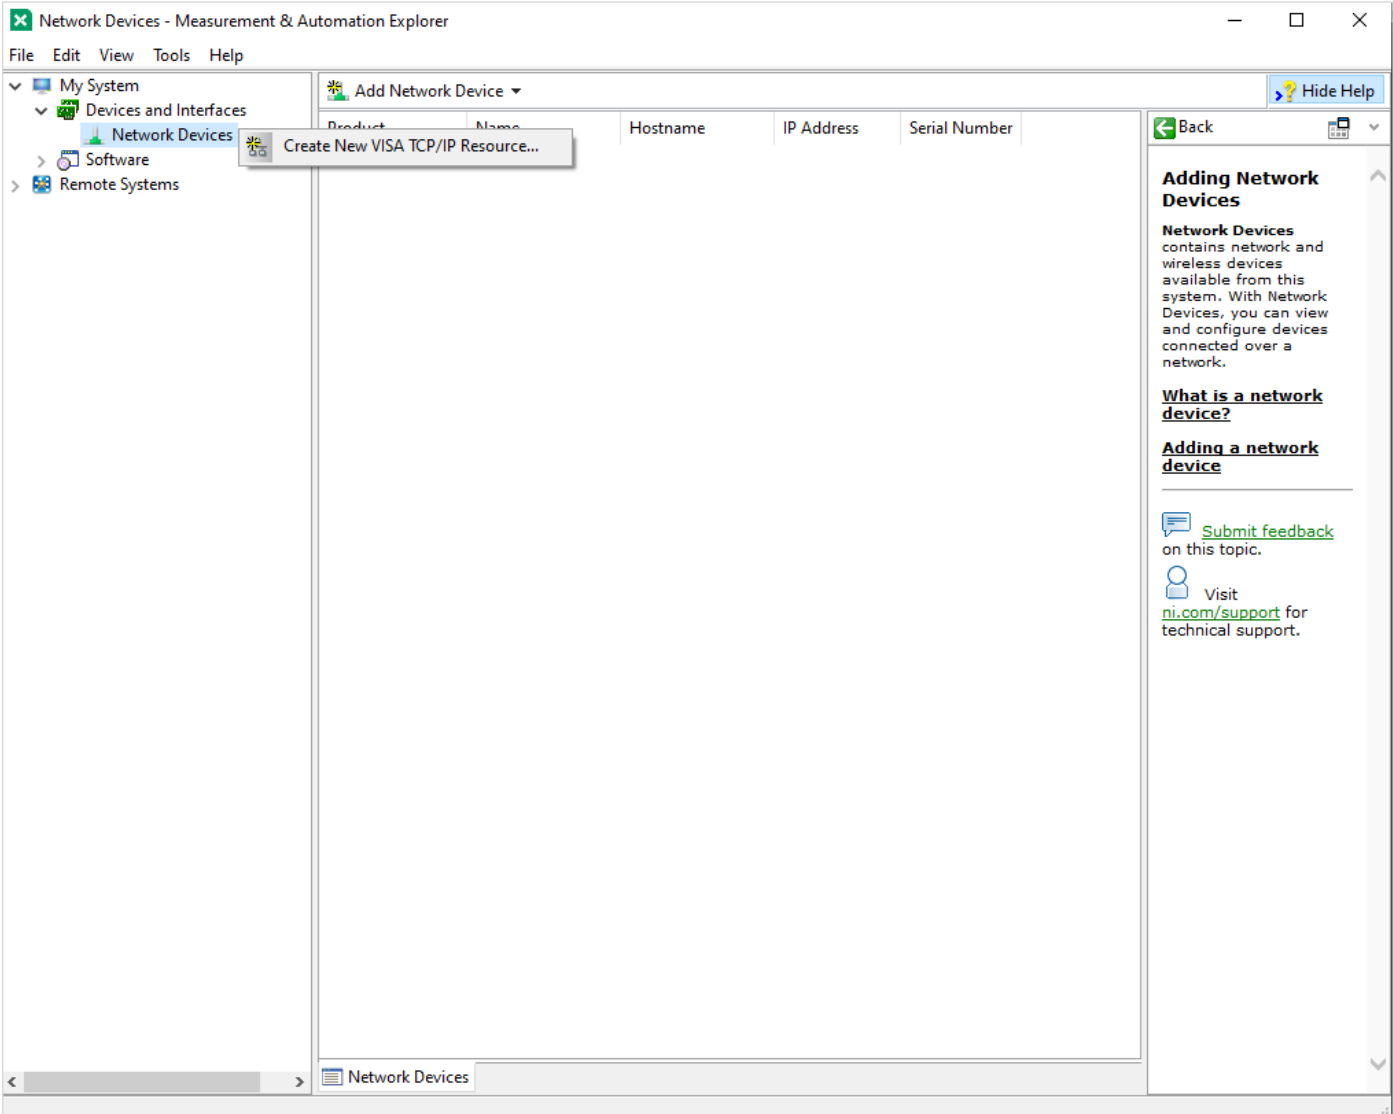 Network Devices - Measurement & Automation Explorer
File Edit View Tools Help
My System
Devices and Interfaces
Network Devices
Software
Remote Systems
Create New VISA TCP/IP Resource...
Add Network Device
Hide Help
Product Name Hostname IP Address Serial Number
Back
Adding Network
Devices
Network Devices
contains network and
wireless devices
available from this
system. With Network
Devices, you can view
and configure devices
connected over a
network.
What is a network
device?
Adding a network
device
Submit feedback
on this topic.
Visit
ni.com/support for
technical support.
Network Devices